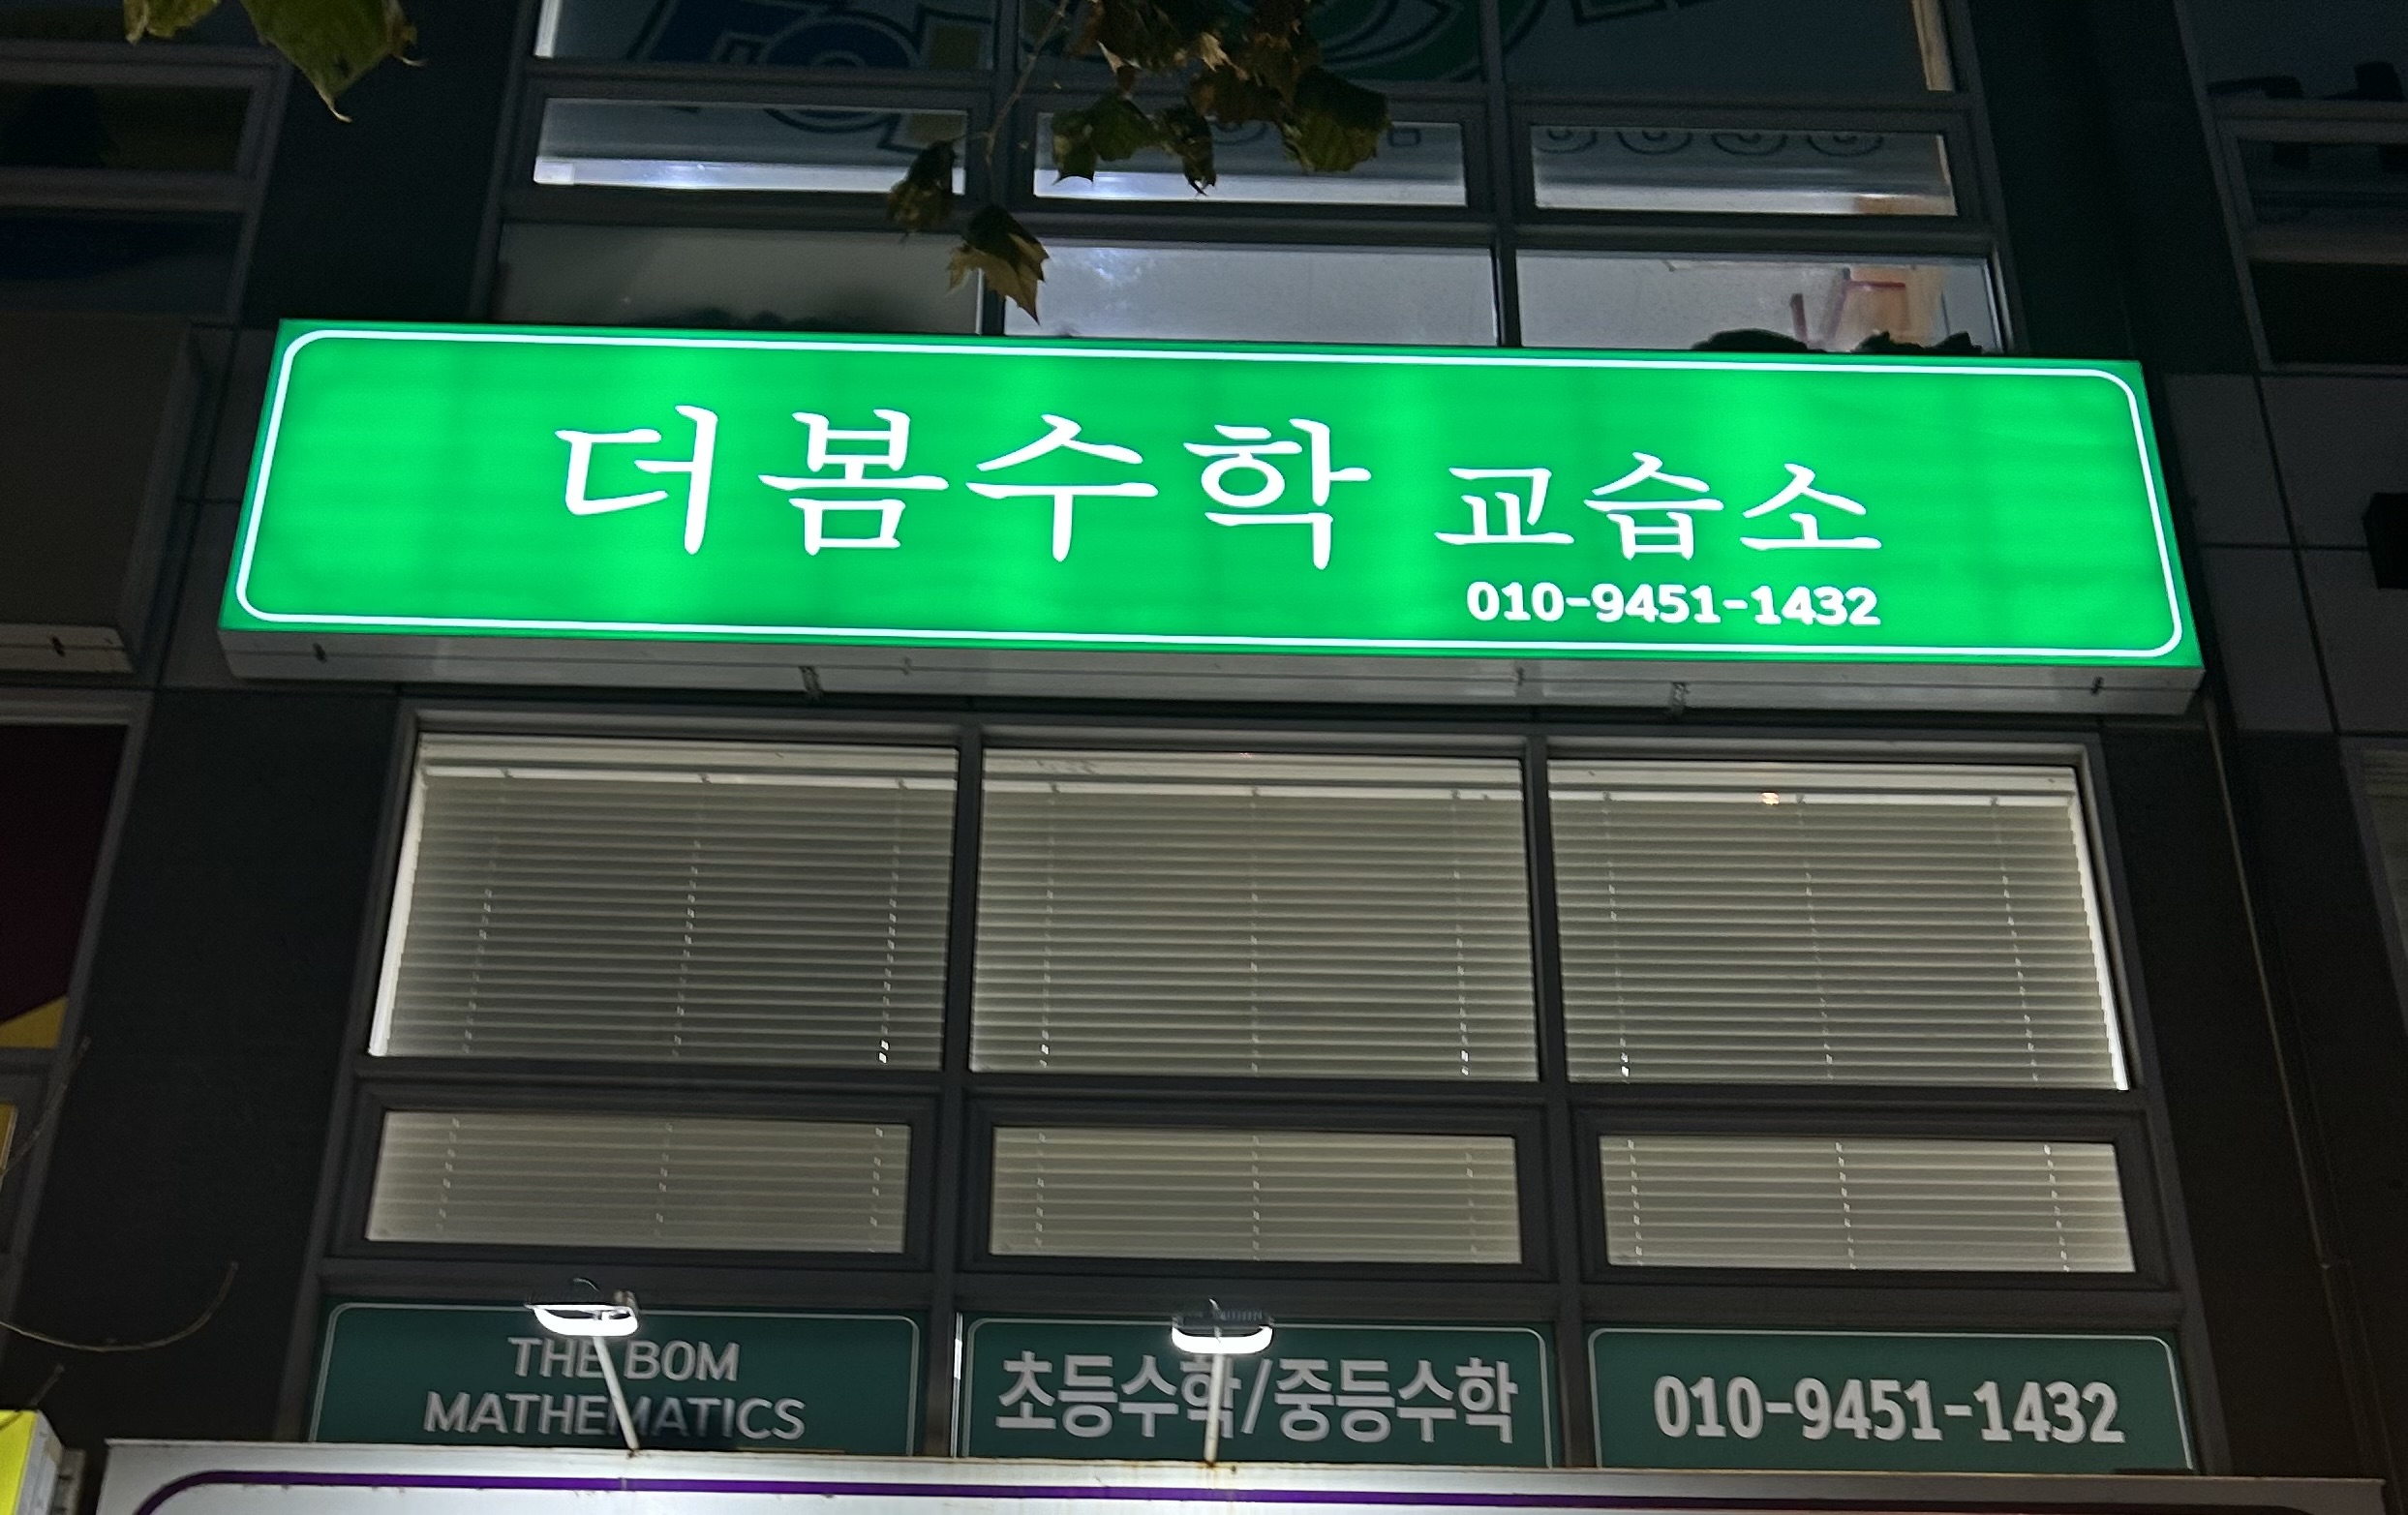 더봄수학 교습소
010-9451-1432
THE BOM
MATHEMATICS
초등수학/중등수학
010-9451-1432